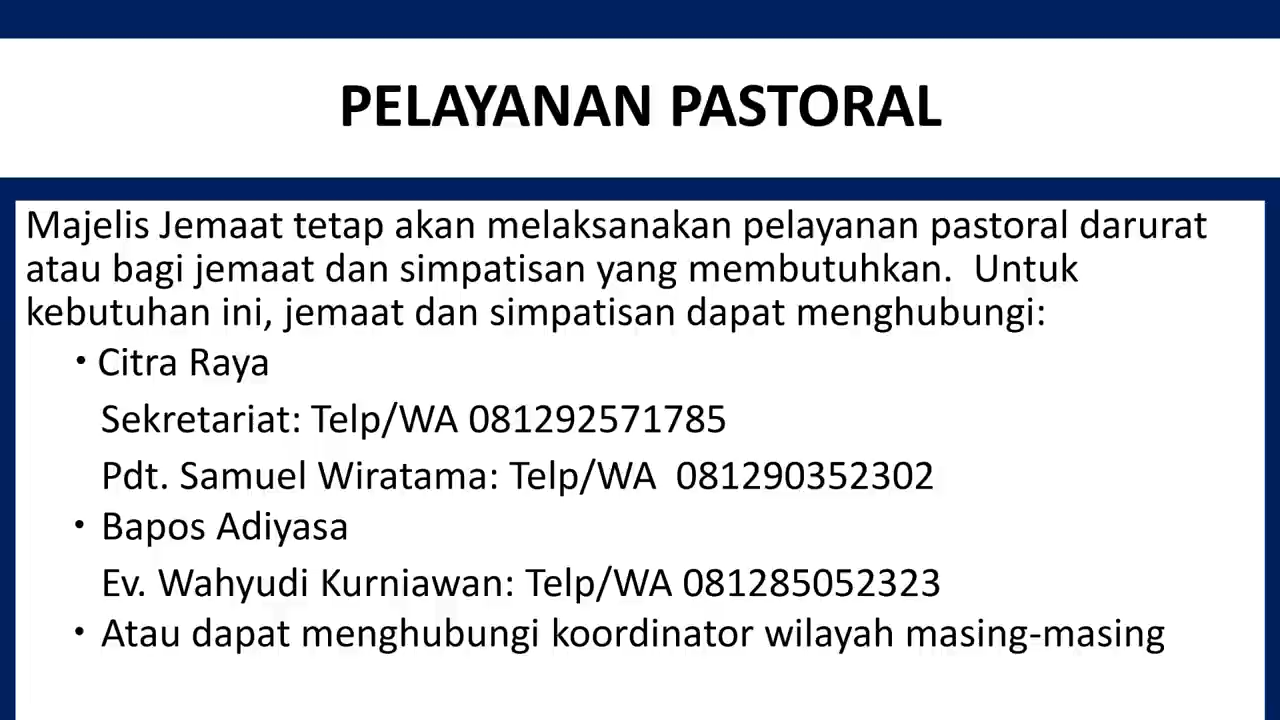 PELAYANAN PASTORAL
Majelis Jemaat tetap akan melaksanakan pelayanan pastoral darurat
atau bagi jemaat dan simpatisan yang membutuhkan.  Untuk
kebutuhan ini, jemaat dan simpatisan dapat menghubungi:
• Citra Raya
Sekretariat: Telp/WA 081292571785
Pdt. Samuel Wiratama: Telp/WA  081290352302
• Bapos Adiyasa
Ev. Wahyudi Kurniawan: Telp/WA 081285052323
• Atau dapat menghubungi koordinator wilayah masing-masing